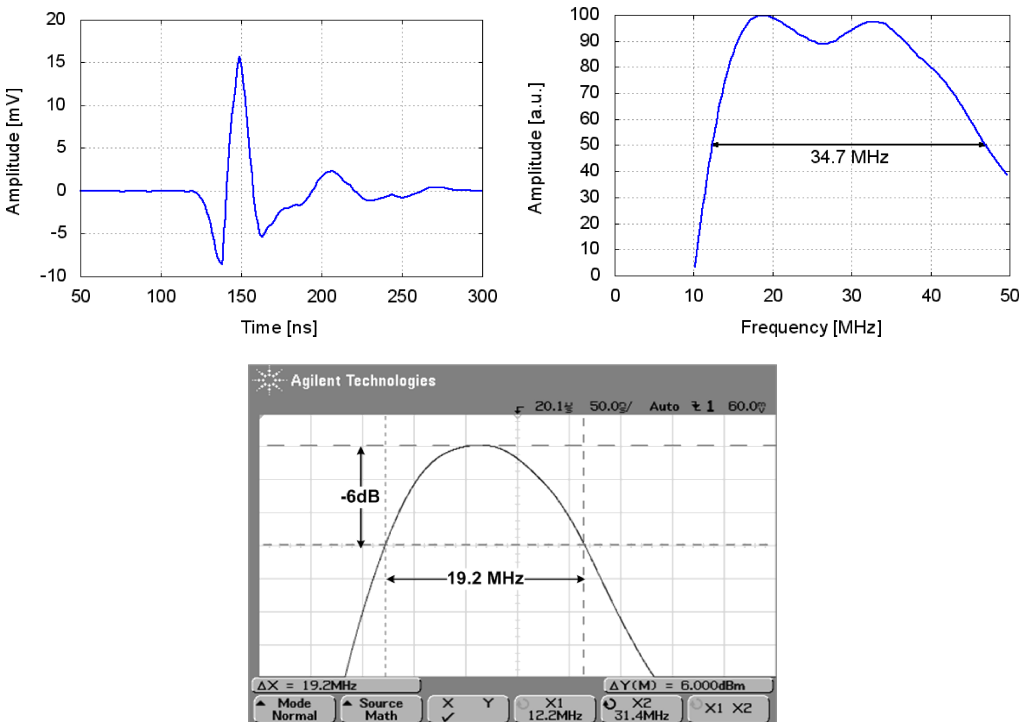 20
15
10
5
0
-5
-10
Amplitude [mV]
50 100 150 200 250 300
Time [ns]
100
90
80
70
60
50
40
30
20
10
0
Amplitude [a.u.]
34.7 MHz
0 10 20 30 40 50
Frequency [MHz]
Agilent Technologies
50.0 Auto 1
-6dB
19.2 MHz
ΔX = 19.2MHz
ΔY(M) = 6.000dBm
Mode Source X Y X1 X2 X1 X2
Normal Math 12.2MHz 31.4MHz